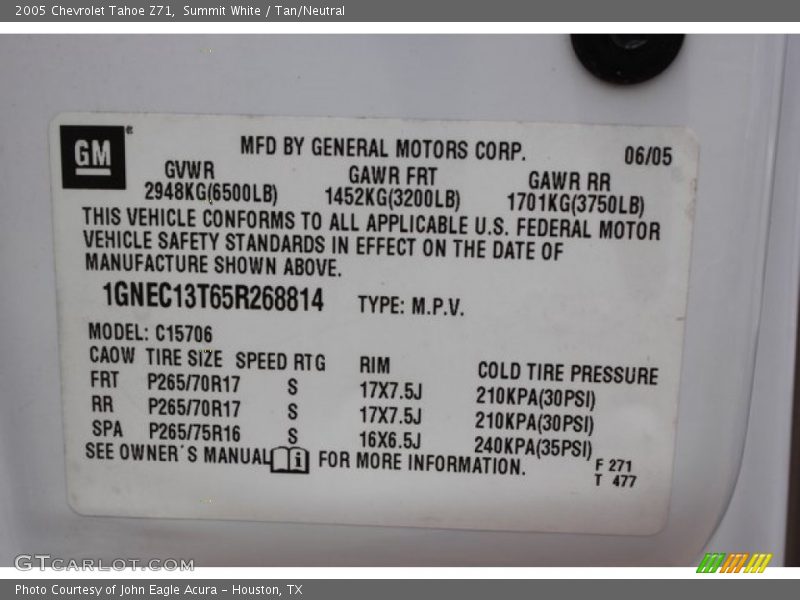 2005 Chevrolet Tahoe Z71, Summit White / Tan/Neutral
GM®
MFD BY GENERAL MOTORS CORP. 06/05
GVWR GAWR FRT GAWR RR
2948KG(6500LB) 1452KG(3200LB) 1701KG(3750LB)
THIS VEHICLE CONFORMS TO ALL APPLICABLE U.S. FEDERAL MOTOR
VEHICLE SAFETY STANDARDS IN EFFECT ON THE DATE OF
MANUFACTURE SHOWN ABOVE.
1GNEC13T65R268814 TYPE: M.P.V.
MODEL: C15706
CAOW TIRE SIZE SPEED RTG RIM COLD TIRE PRESSURE
FRT P265/70R17 S 17X7.5J 210KPA(30PSI)
RR P265/70R17 S 17X7.5J 210KPA(30PSI)
SPA P265/75R16 S 16X6.5J 240KPA(35PSI)
SEE OWNER'S MANUAL i FOR MORE INFORMATION.
F 271
T 477
GTCarLot.com
Photo Courtesy of John Eagle Acura - Houston, TX